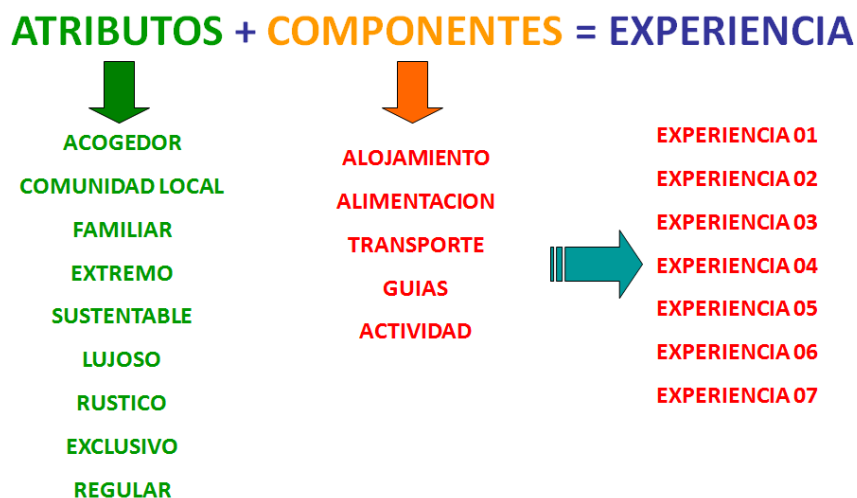 ATRIBUTOS + COMPONENTES = EXPERIENCIA
ACOGEDOR
COMUNIDAD LOCAL
FAMILIAR
EXTREMO
SUSTENTABLE
LUJOSO
RUSTICO
EXCLUSIVO
REGULAR
ALOJAMIENTO
ALIMENTACION
TRANSPORTE
GUIAS
ACTIVIDAD
EXPERIENCIA 01
EXPERIENCIA 02
EXPERIENCIA 03
EXPERIENCIA 04
EXPERIENCIA 05
EXPERIENCIA 06
EXPERIENCIA 07